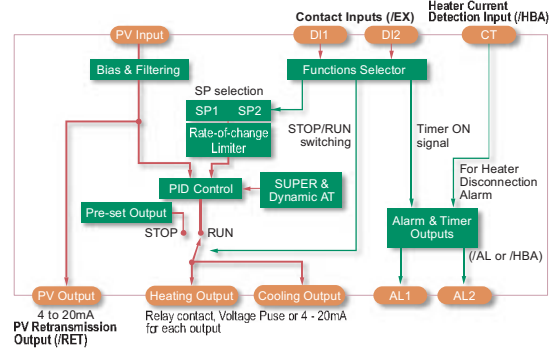 Contact Inputs (/EX)
Heater Current
Detection Input (/HBA)
PV Input
DI1
DI2
CT
Bias & Filtering
Functions Selector
SP selection
SP1 SP2
Rate-of-change
Limiter
STOP/RUN
switching
Timer ON
signal
For Heater
Disconnection
Alarm
PID Control
SUPER &
Dynamic AT
Pre-set Output
STOP
RUN
Alarm & Timer
Outputs
(/AL or /HBA)
PV Output
Heating Output
Cooling Output
AL1
AL2
4 to 20mA
PV Retransmission
Output (/RET)
Relay contact, Voltage Puse or 4 - 20mA
for each output